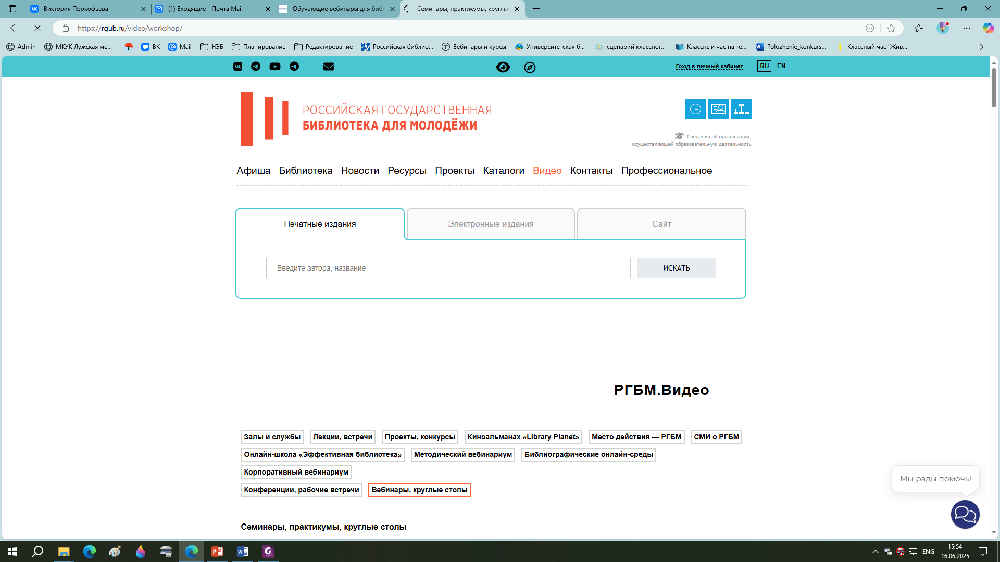 Виктория Прокофьева
(1) Входящие - Почта Mail
Обучающие вебинары для библ
Семинары, практикумы, круглые
https://rgub.ru/video/workshop/
Admin
МКУК Лужская ме...
ВК
Mail
НЭБ
Планирование
Редактирование
Российская библио...
Вебинары и курсы
Университетская б...
сценарий классног...
Классный час на те...
Polozhenie_konkurs...
Классный час "Жив...
Вход в личный кабинет
RU
EN
РОССИЙСКАЯ ГОСУДАРСТВЕННАЯ
БИБЛИОТЕКА ДЛЯ МОЛОДЁЖИ
Сведения об организации,
осуществляющей образовательную деятельность
Афиша Библиотека Новости Ресурсы Проекты Каталоги Видео Контакты Профессиональное
Печатные издания
Электронные издания
Сайт
Введите автора, название
ИСКАТЬ
РГБМ.Видео
Залы и службы Лекции, встречи Проекты, конкурсы Киноальманах «Library Planet» Место действия — РГБМ СМИ о РГБМ
Онлайн-школа «Эффективная библиотека» Методический вебинариум Библиографические онлайн-среды
Корпоративный вебинариум
Конференции, рабочие встречи Вебинары, круглые столы
Мы рады помочь!
Семинары, практикумы, круглые столы
ENG
15:54
16.06.2025